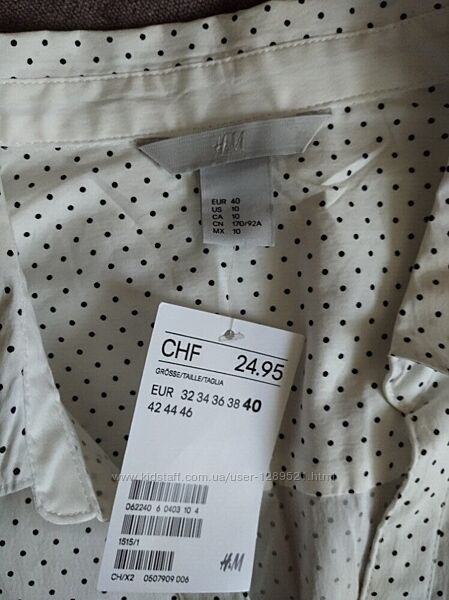 H&M
EUR 40
US 10
CA 10
CN 170/92A
MX 10
CHF 24.95
GRÖSSE/TAILLE/TAGLIA
EUR 32 34 36 38 40
42 44 46
www.kidstaff.com.ua/user-1289521.html
062240 6 0403 10 4
1515/1
H&M
CH/X2 0507909 006